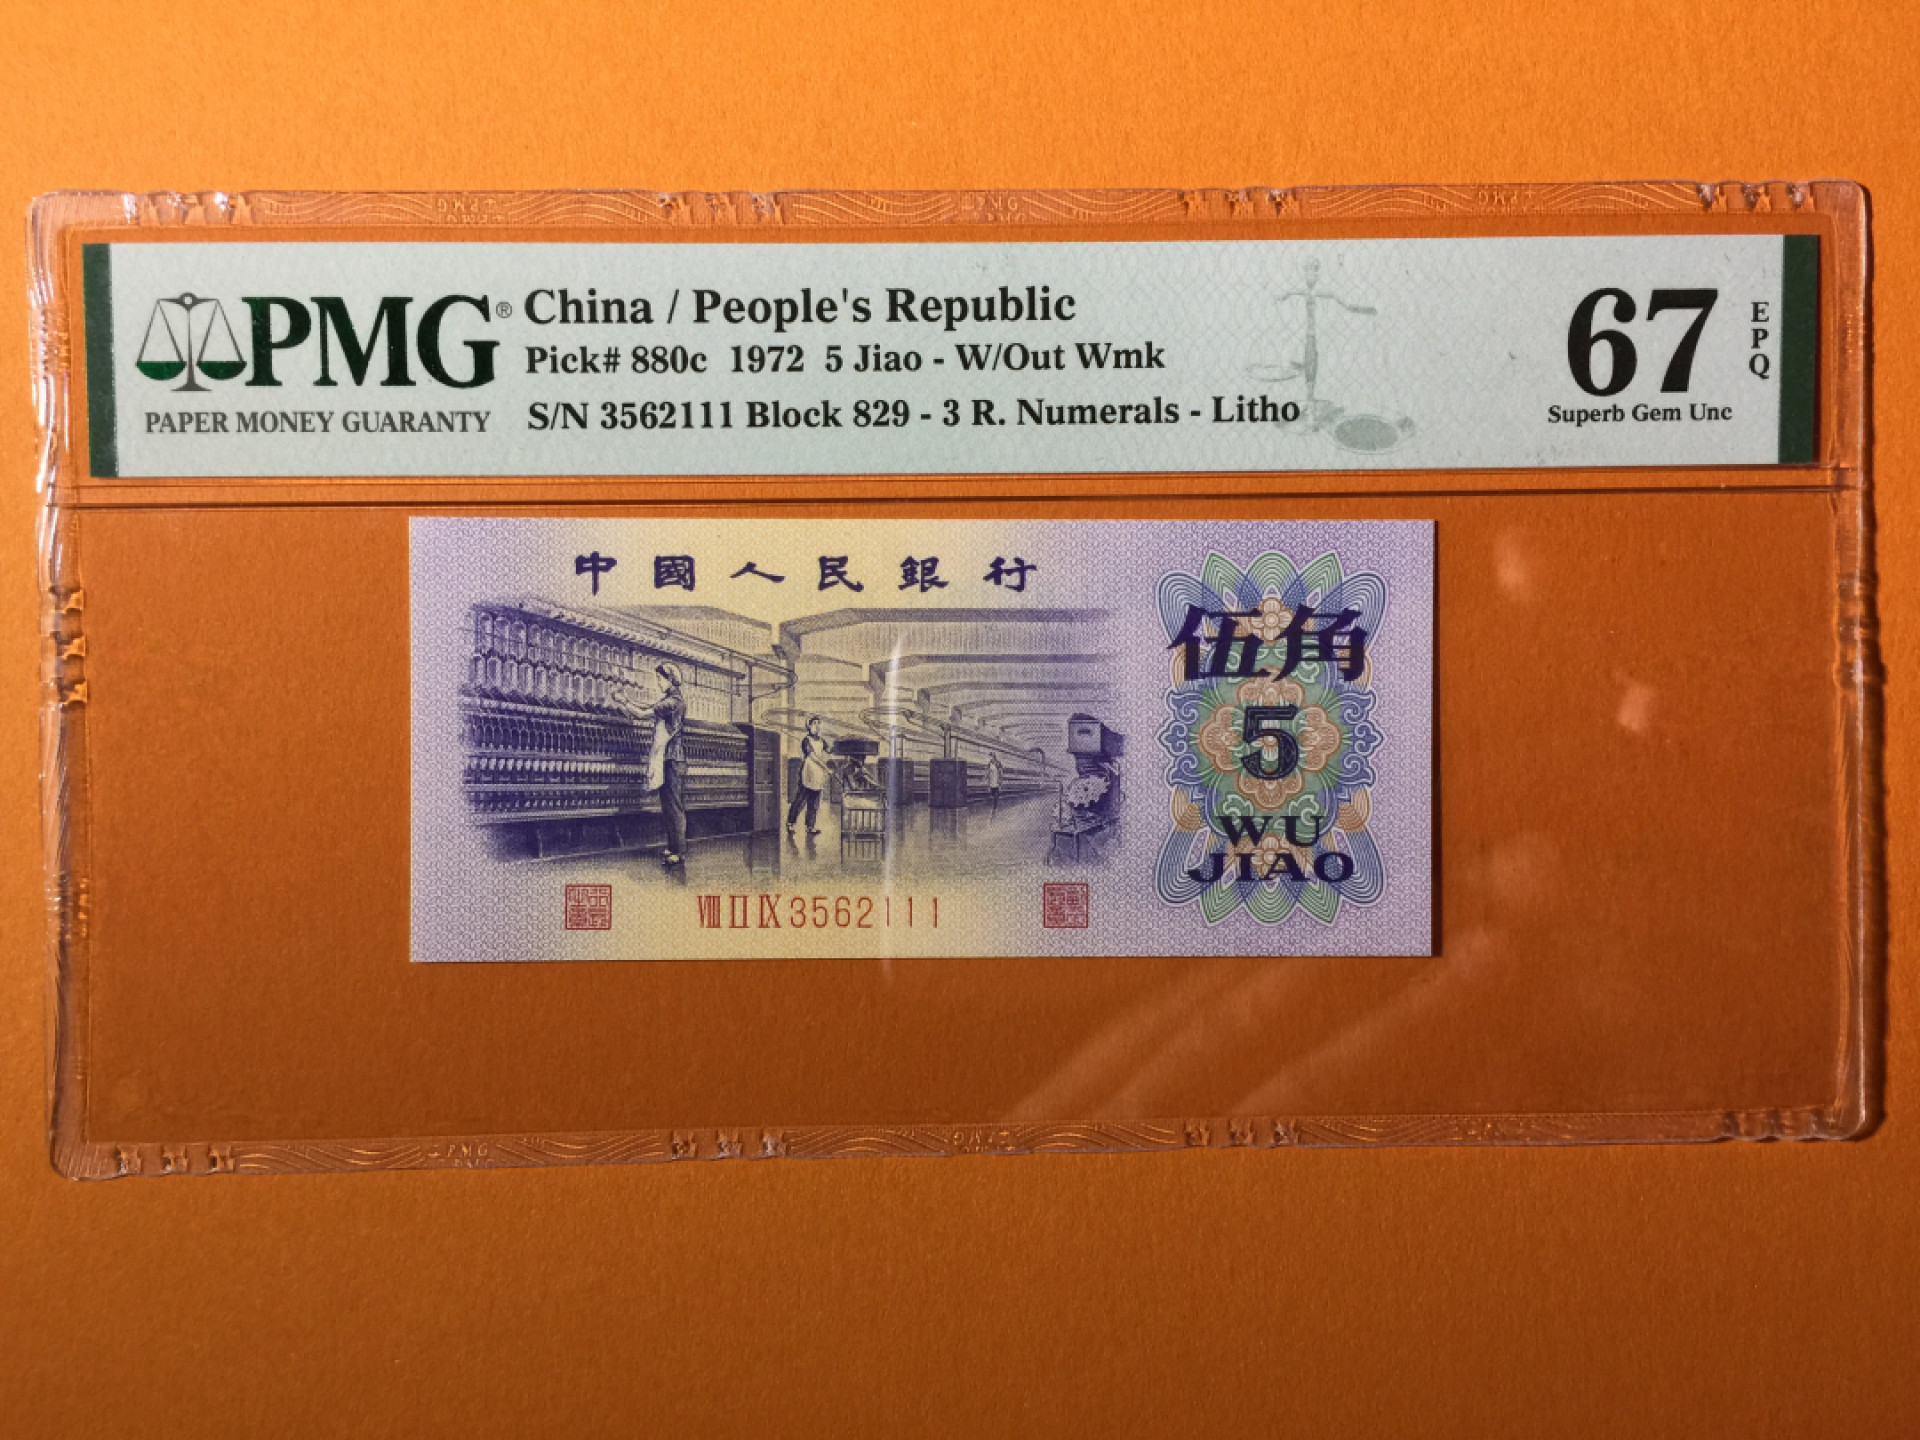 PMG®
PAPER MONEY GUARANTY
China / People's Republic
Pick# 880c 1972 5 Jiao - W/Out Wmk
S/N 3562111 Block 829 - 3 R. Numerals - Litho
67
EPQ
Superb Gem Unc
中國人民銀行
伍角
5
WU
JIAO
VIII II IX 3562111